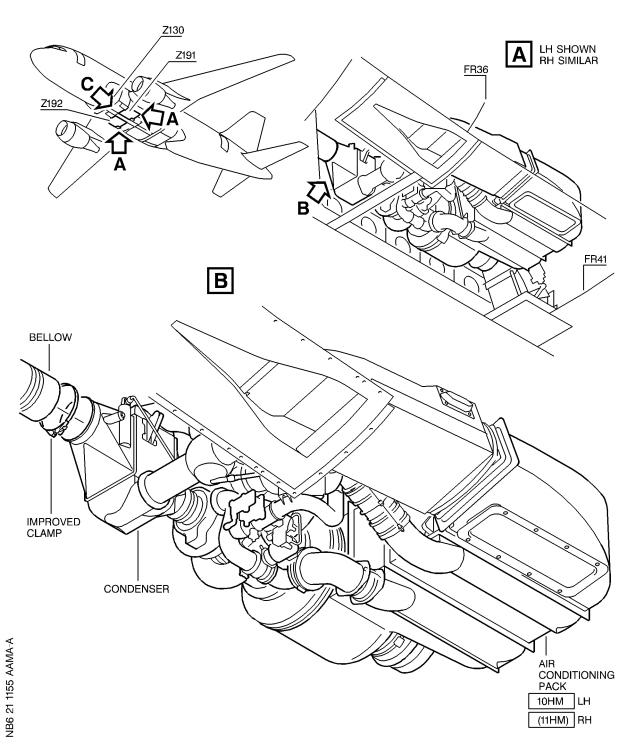 Z130
Z191
C
Z192
A
A
A
LH SHOWN
RH SIMILAR
FR36
B
FR41
B
BELLOW
IMPROVED
CLAMP
CONDENSER
AIR
CONDITIONING
PACK
10HM LH
(11HM) RH
NB6 21 1155 AAMA-A